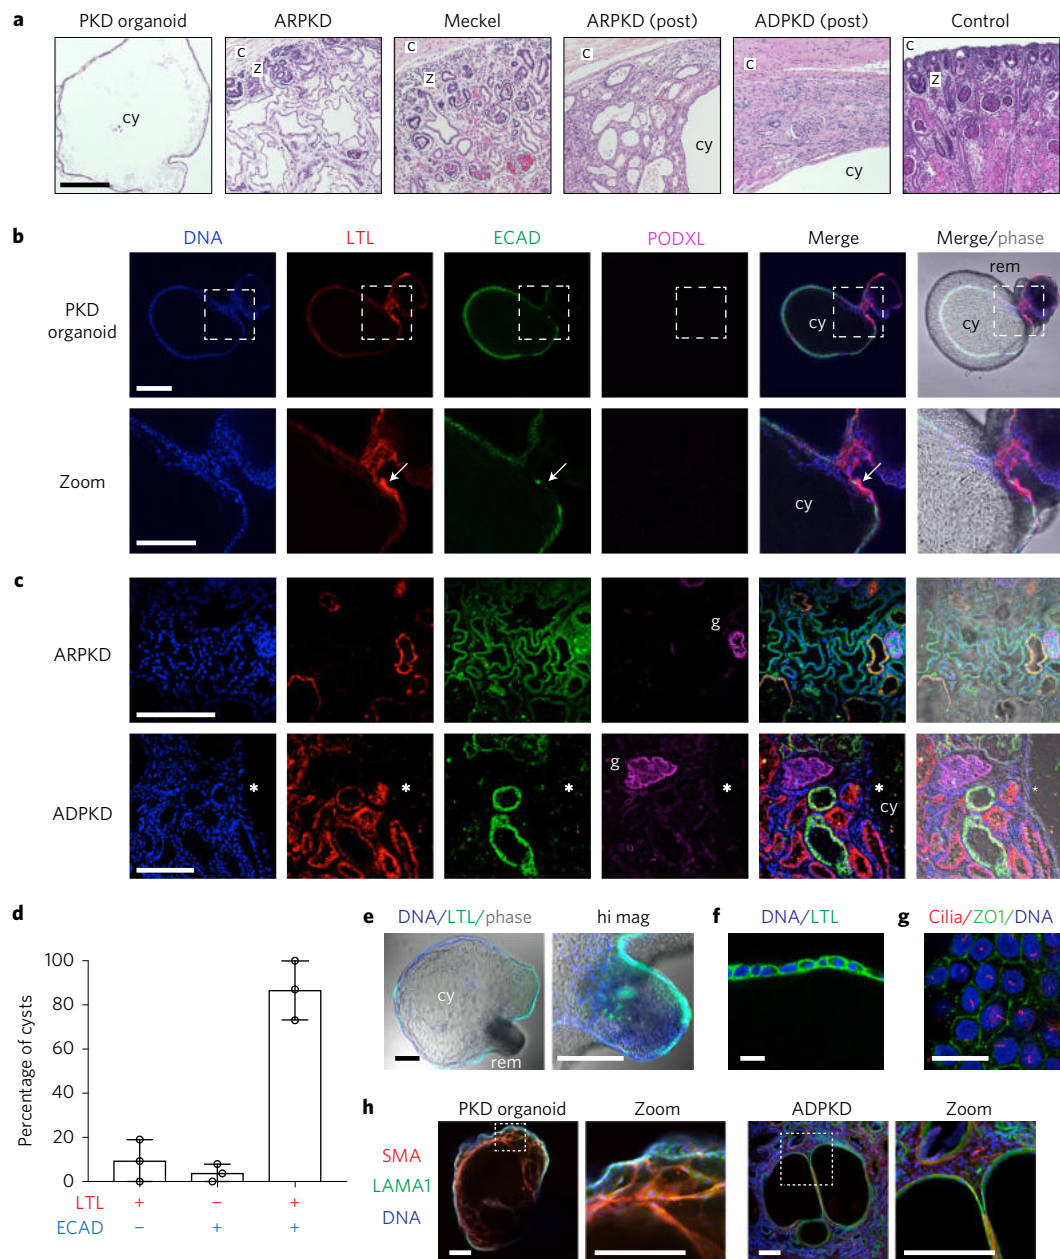 a
PKD organoid ARPKD Meckel ARPKD (post) ADPKD (post) Control
cy
c
z
c
z
cy
c
cy
c
z
b
DNA LTL ECAD PODXL Merge Merge/phase
PKD organoid
cy
rem
cy
Zoom
cy
c
ARPKD
g
ADPKD
*
*
*
g
*
*
cy
*
d
Percentage of cysts
100
80
60
40
20
0
LTL + − +
ECAD − + +
e
DNA/LTL/phase hi mag
cy
rem
f
DNA/LTL
g
Cilia/ZO1/DNA
h
PKD organoid Zoom ADPKD Zoom
SMA
LAMA1
DNA